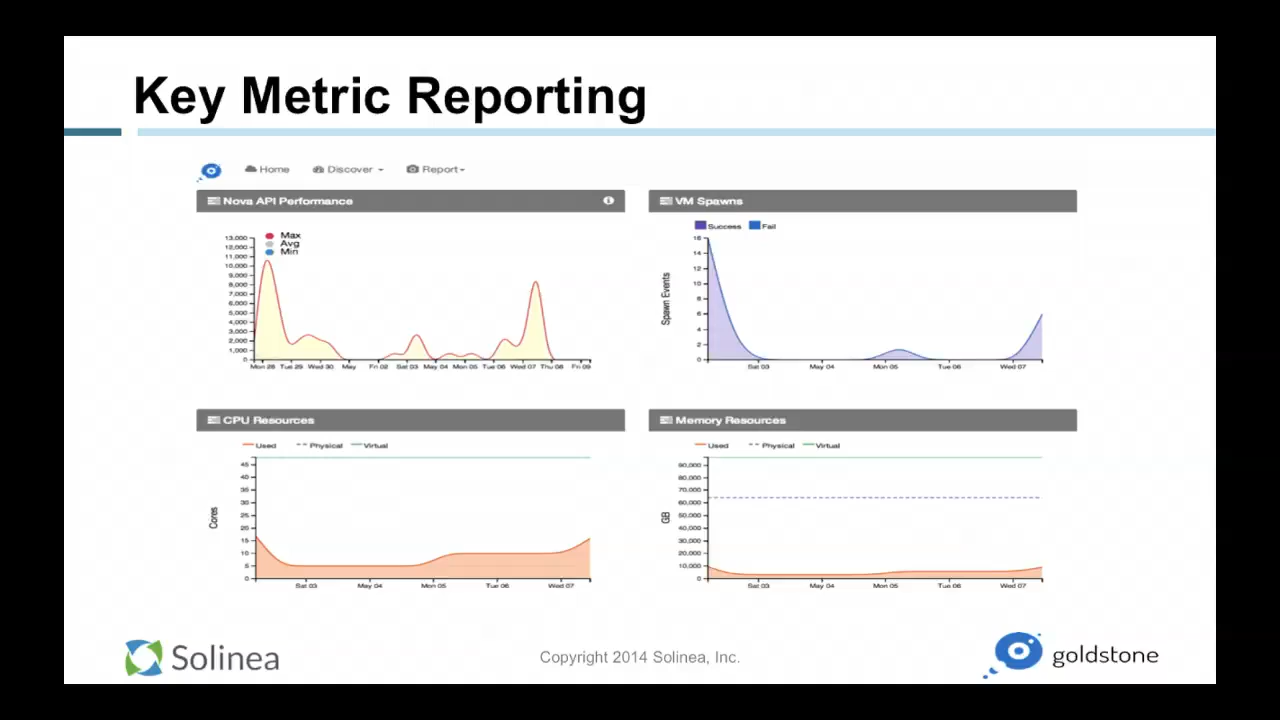 Key Metric Reporting
Home Discover Report
Nova API Performance
Max
Avg
Min
13,000
12,000
11,000
10,000
9,000
8,000
7,000
6,000
5,000
4,000
3,000
2,000
1,000
0
Mon 28 Tue 29 Wed 30 May Fri 02 Sat 03 May 04 Mon 05 Tue 06 Wed 07 Thu 08 Fri 09
VM Spawns
Success Fail
Spawn Events
16
14
12
10
8
6
4
2
0
Sat 03 May 04 Mon 05 Tue 06 Wed 07
CPU Resources
Used Physical Virtual
Cores
45
40
35
30
25
20
15
10
5
0
Sat 03 May 04 Mon 05 Tue 06 Wed 07
Memory Resources
Used Physical Virtual
GB
90,000
80,000
70,000
60,000
50,000
40,000
30,000
20,000
10,000
0
Sat 03 May 04 Mon 05 Tue 06 Wed 07
Solinea
Copyright 2014 Solinea, Inc.
goldstone